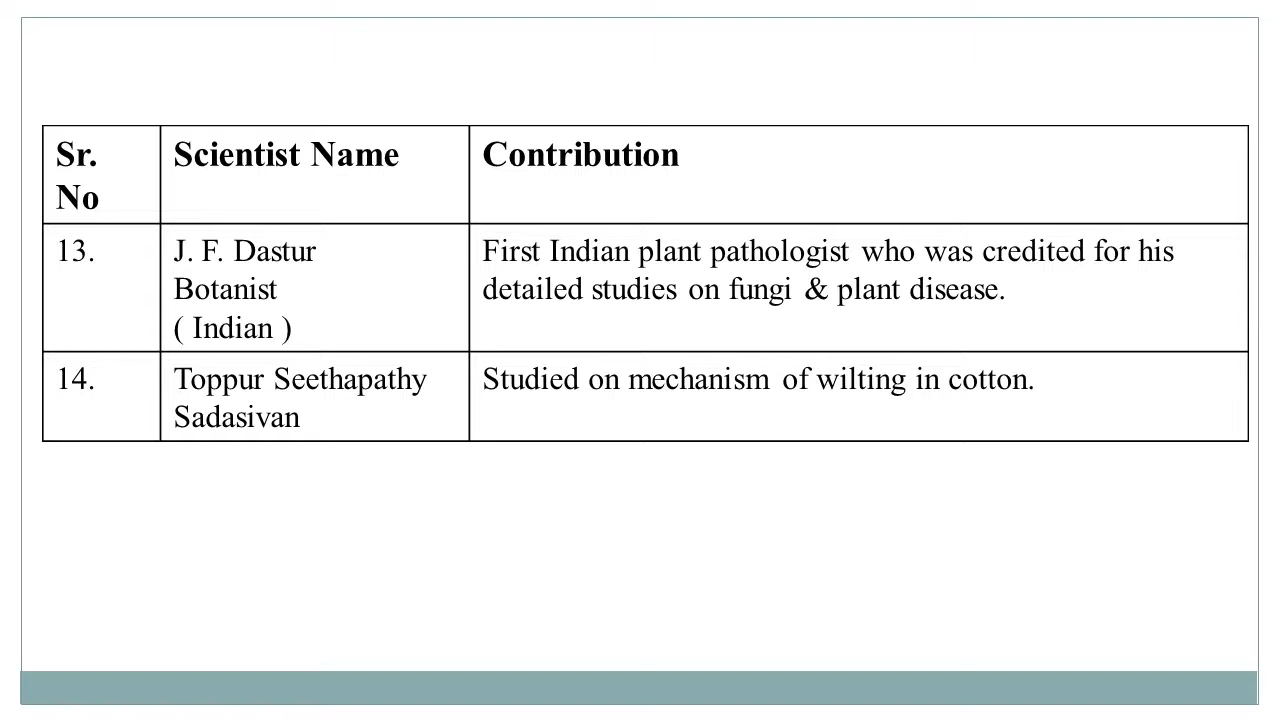 Sr.
No
Scientist Name
Contribution
13.
J. F. Dastur
Botanist
( Indian )
First Indian plant pathologist who was credited for his
detailed studies on fungi & plant disease.
14.
Toppur Seethapathy
Sadasivan
Studied on mechanism of wilting in cotton.